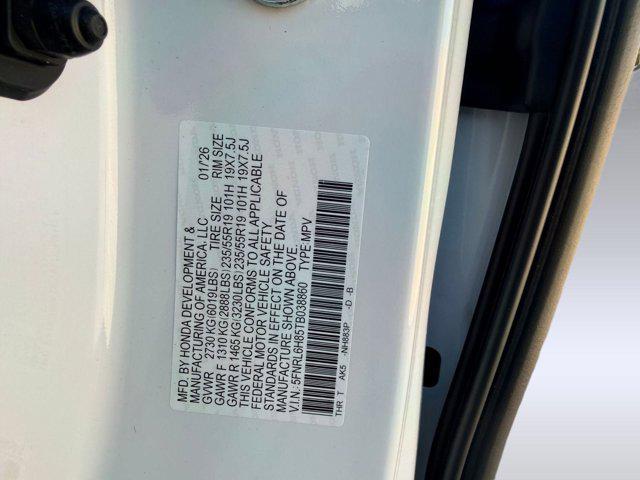 MFD. BY HONDA DEVELOPMENT &
MANUFACTURING OF AMERICA, LLC 01/26
GVWR 2730 KG(6019LBS) TIRE SIZE RIM SIZE
GAWR F 1310 KG(2888LBS) 235/55R19 101H 19X7.5J
GAWR R 1465 KG(3230LBS) 235/55R19 101H 19X7.5J
THIS VEHICLE CONFORMS TO ALL APPLICABLE
FEDERAL MOTOR VEHICLE SAFETY
STANDARDS IN EFFECT ON THE DATE OF
MANUFACTURE SHOWN ABOVE.
V.I.N.:5FNRL6H85TB038860 TYPE:MPV
THR T AK5 -NH883P -D -B